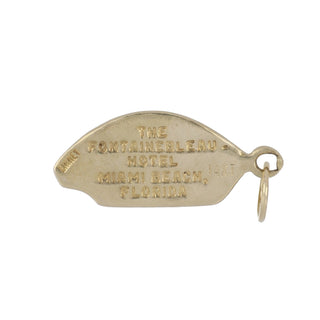 THE
FONTAINEBLEAU
HOTEL
MIAMI BEACH,
FLORIDA